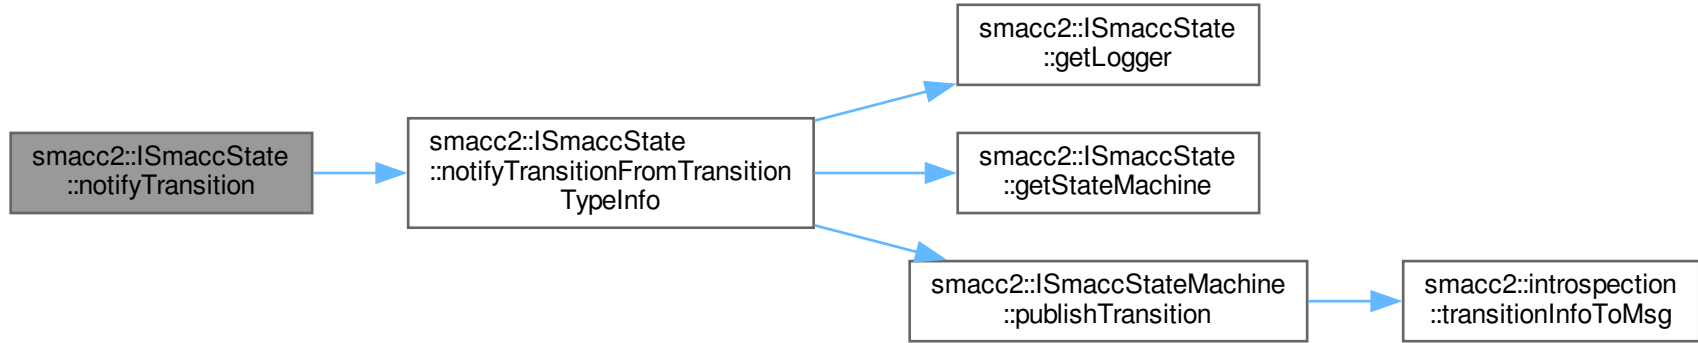 smacc2::ISmaccState
::notifyTransition
smacc2::ISmaccState
::notifyTransitionFromTransition
TypeInfo
smacc2::ISmaccState
::getLogger
smacc2::ISmaccState
::getStateMachine
smacc2::ISmaccStateMachine
::publishTransition
smacc2::introspection
::transitionInfoToMsg